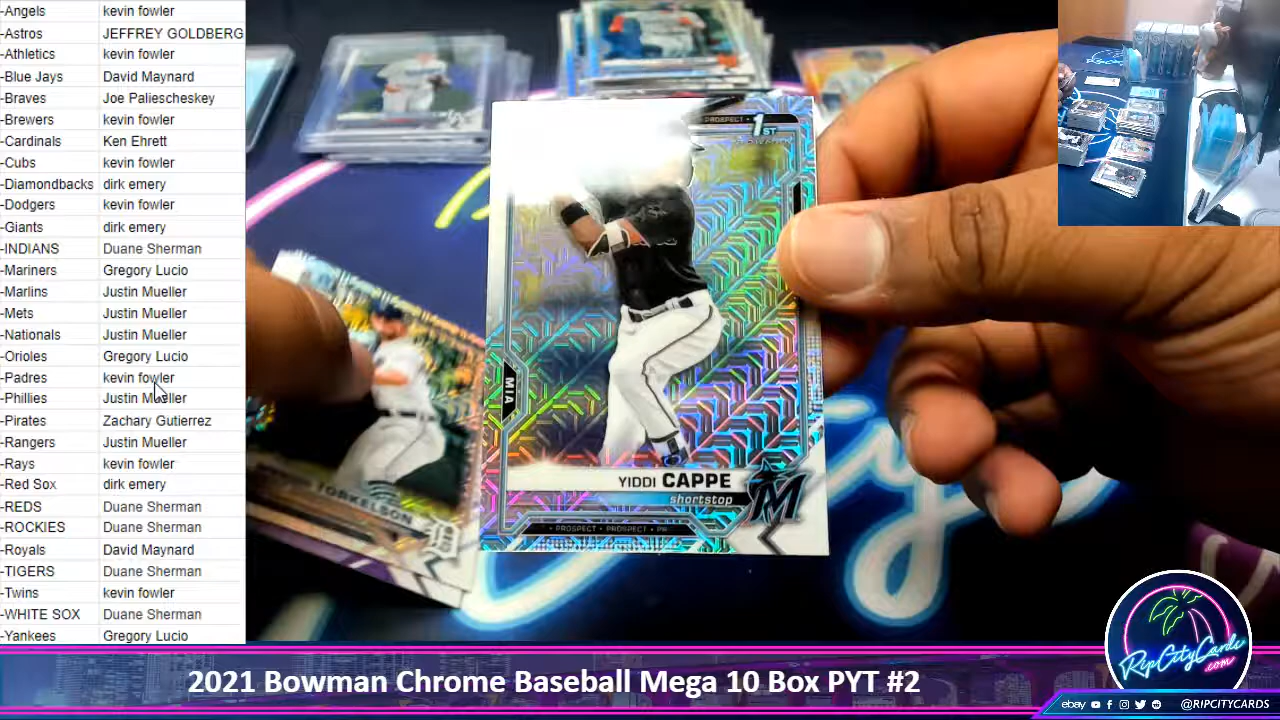 -Angels kevin fowler
-Astros JEFFREY GOLDBERG
-Athletics kevin fowler
-Blue Jays David Maynard
-Braves Joe Paliescheskey
-Brewers kevin fowler
-Cardinals Ken Ehrett
-Cubs kevin fowler
-Diamondbacks dirk emery
-Dodgers kevin fowler
-Giants dirk emery
-INDIANS Duane Sherman
-Mariners Gregory Lucio
-Marlins Justin Mueller
-Mets Justin Mueller
-Nationals Justin Mueller
-Orioles Gregory Lucio
-Padres kevin fowler
-Phillies Justin Mueller
-Pirates Zachary Gutierrez
-Rangers Justin Mueller
-Rays kevin fowler
-Red Sox dirk emery
-REDS Duane Sherman
-ROCKIES Duane Sherman
-Royals David Maynard
-TIGERS Duane Sherman
-Twins kevin fowler
-WHITE SOX Duane Sherman
-Yankees Gregory Lucio
PROSPECT • 1ST
MIA
YIDDI CAPPE
shortstop
M
• PROSPECT • PROSPECT • PR
RipCityCards
.com
2021 Bowman Chrome Baseball Mega 10 Box PYT #2
ebay @RIPCITYCARDS